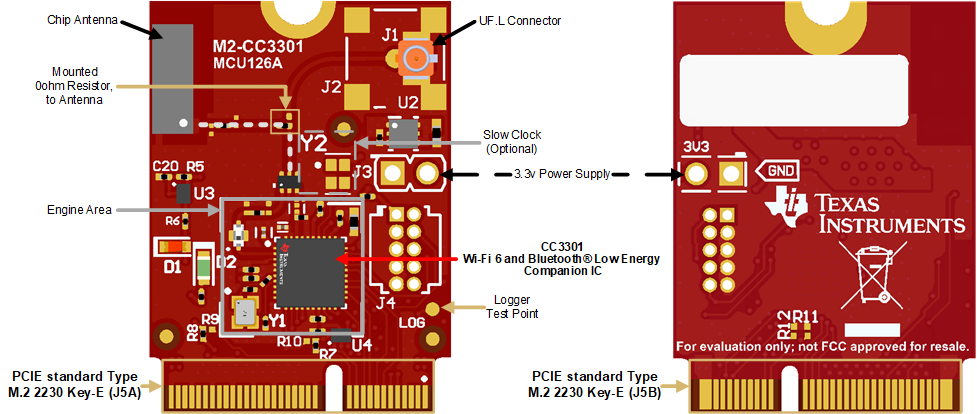 Chip Antenna
M2-CC3301
MCU126A
J1
UF.L Connector
Mounted
0ohm Resistor,
to Antenna
J2
U2
Y2
Slow Clock
(Optional)
3V3
C20 R5
J3
3.3v Power Supply
GND
U3
Engine Area
R6
TEXAS
INSTRUMENTS
TEXAS
INSTRUMENTS
D1
D2
CC3301
Wi-Fi 6 and Bluetooth® Low Energy
Companion IC
J4
Logger
Test Point
R9
R8
Y1
LOG
R10
R7
U4
R12
R11
For evaluation only; not FCC approved for resale.
PCIE standard Type
M.2 2230 Key-E (J5A)
PCIE standard Type
M.2 2230 Key-E (J5B)